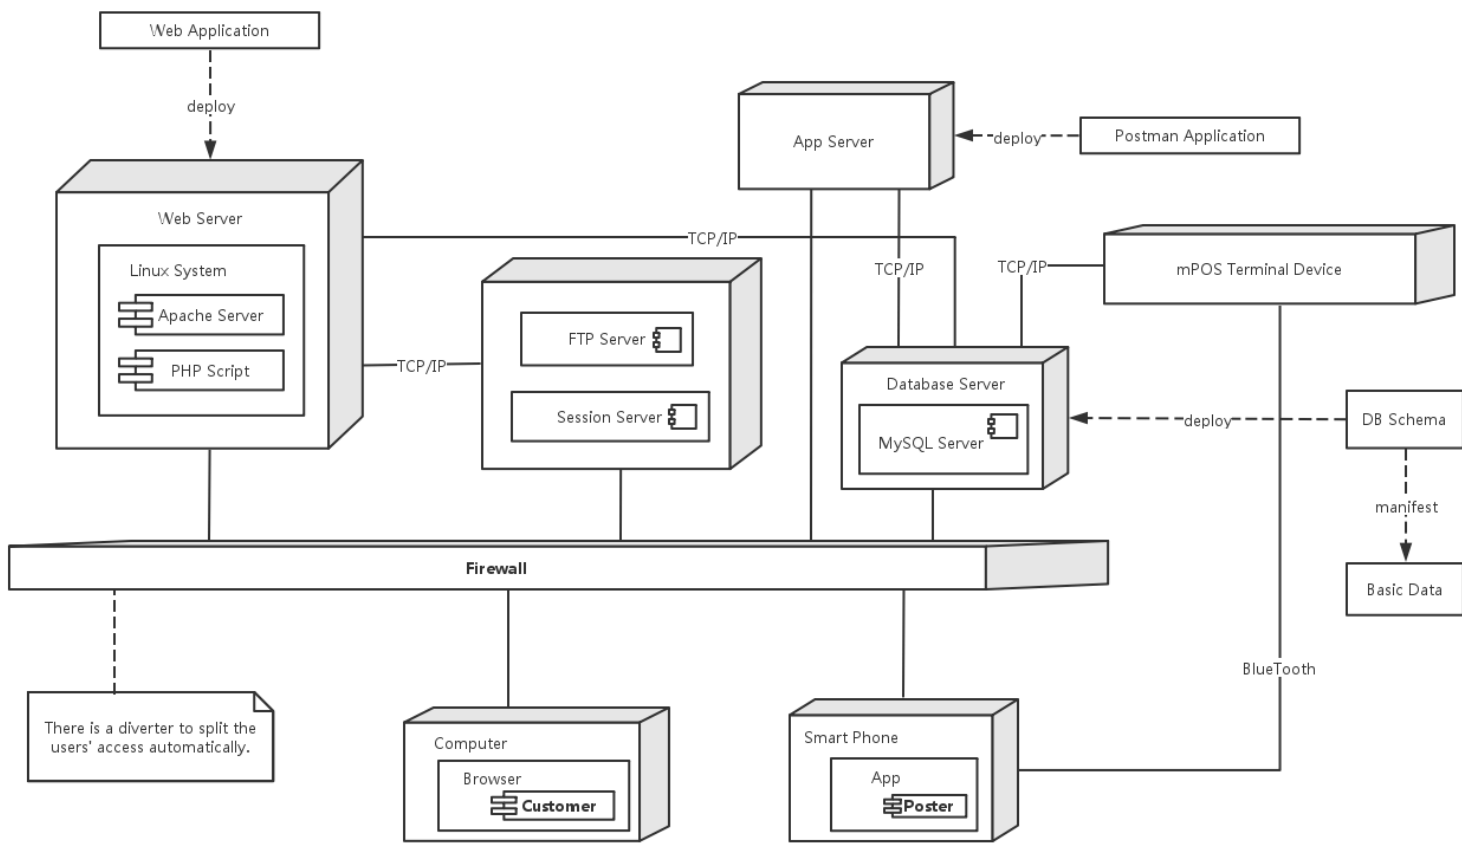 Web Application
deploy
App Server
deploy
Postman Application
Web Server
TCP/IP
TCP/IP
TCP/IP
mPOS Terminal Device
Linux System
Apache Server
PHP Script
TCP/IP
FTP Server
Session Server
Database Server
MySQL Server
deploy
DB Schema
manifest
Basic Data
Firewall
BlueTooth
There is a diverter to split the
users' access automatically.
Computer
Browser
Customer
Smart Phone
App
Poster